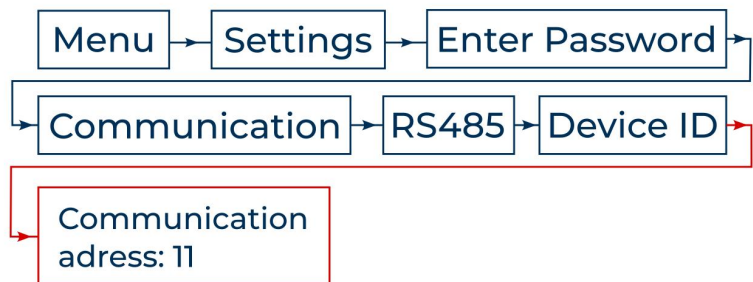 Menu Settings Enter Password
Communication RS485 Device ID
Communication
adress: 11